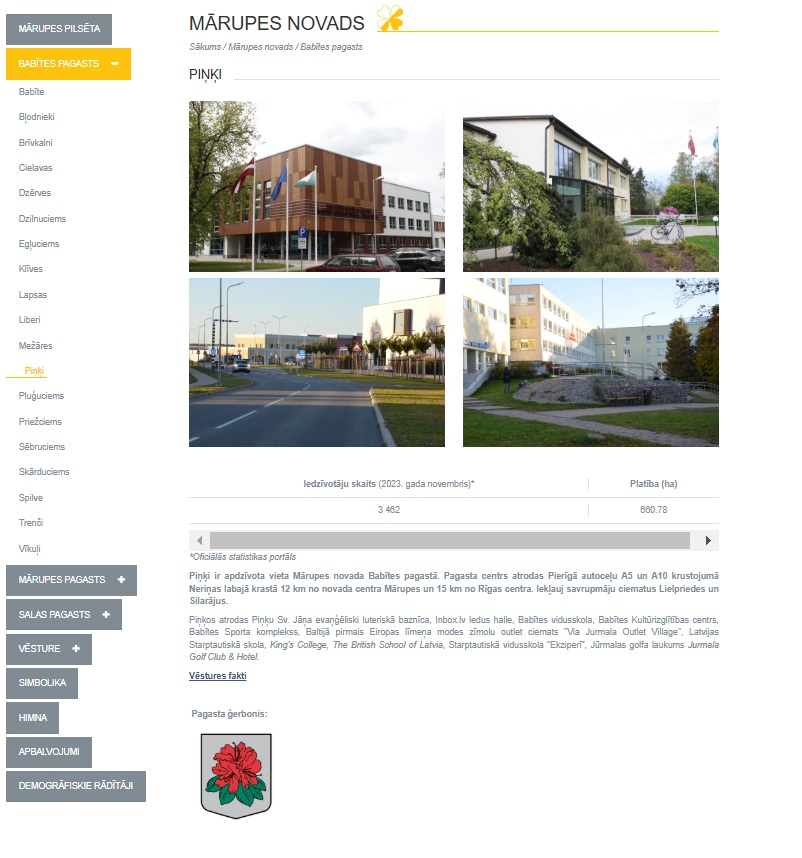 MĀRUPES PILSĒTA
BABĪTES PAGASTS
Babīte
Bļodnieki
Brīvkalni
Cielavas
Dzērves
Dzilnuciems
Egļuciems
Klīves
Lapsas
Liberi
Mežāres
Piņķi
Pluģuciems
Priežciems
Sēbruciems
Skārduciems
Spilve
Trenči
Vīkuļi
MĀRUPES PAGASTS
SALAS PAGASTS
VĒSTURE
SIMBOLIKA
HIMNA
APBALVOJUMI
DEMOGRĀFISKIE RĀDĪTĀJI
MĀRUPES NOVADS
Sākums / Mārupes novads / Babītes pagasts
PIŅĶI
Iedzīvotāju skaits (2023. gada novembris)* Platība (ha)
3 462 660.78
*Oficiālās statistikas portāls
Piņķi ir apdzīvota vieta Mārupes novada Babītes pagastā. Pagasta centrs atrodas Pierīgā autoceļu A5 un A10 krustojumā
Neriņas labajā krastā 12 km no novada centra Mārupes un 15 km no Rīgas centra. Iekļauj savrupmāju ciematus Lielpriedes un
Silarājus.
Piņķos atrodas Piņķu Sv. Jāņa evaņģēliski luteriskā baznīca, Inbox.lv ledus halle, Babītes vidusskola, Babītes Kultūrizglītības centrs,
Babītes Sporta komplekss, Baltijā pirmais Eiropas līmeņa modes zīmolu outlet ciemats "Via Jurmala Outlet Village", Latvijas
Starptautiskā skola, King's College, The British School of Latvia, Starptautiskā vidusskola "Ekziperī", Jūrmalas golfa laukums Jurmala
Golf Club & Hotel.
Vēstures fakti
Pagasta ģerbonis: